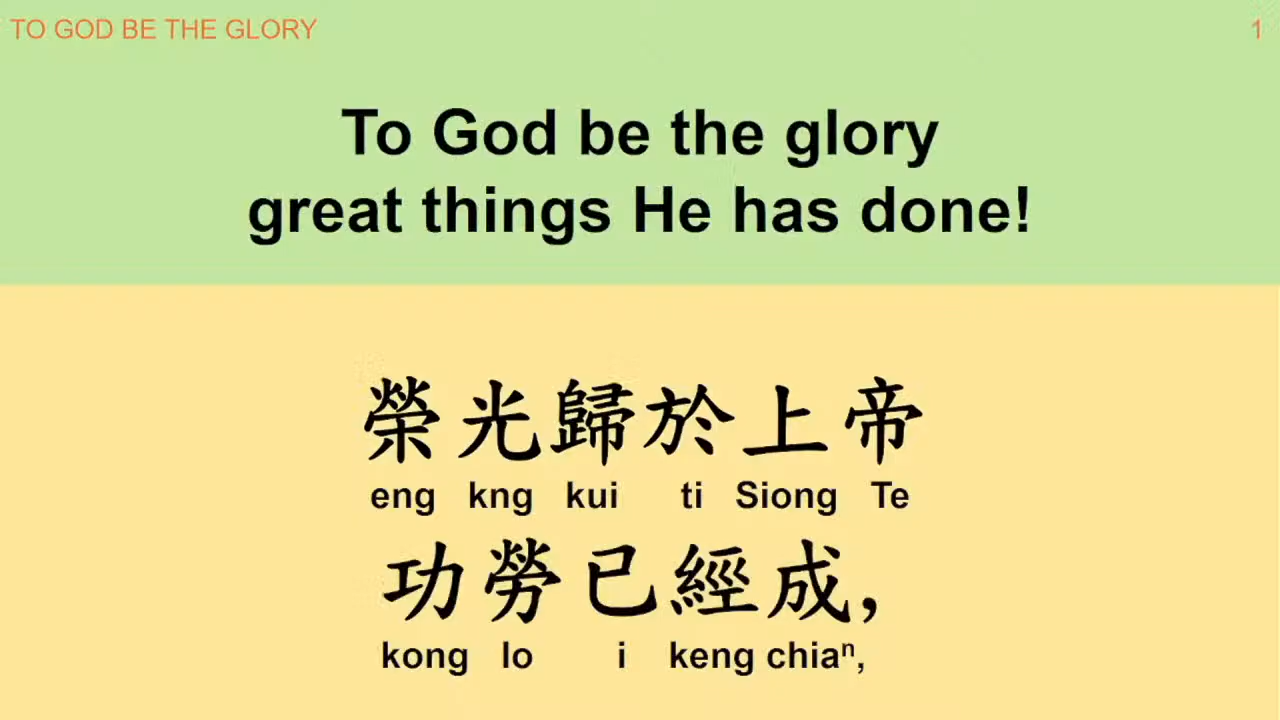 TO GOD BE THE GLORY 1
To God be the glory
great things He has done!
榮光歸於上帝
eng kng kui ti Siong Te
功勞已經成,
kong lo i keng chiaⁿ,